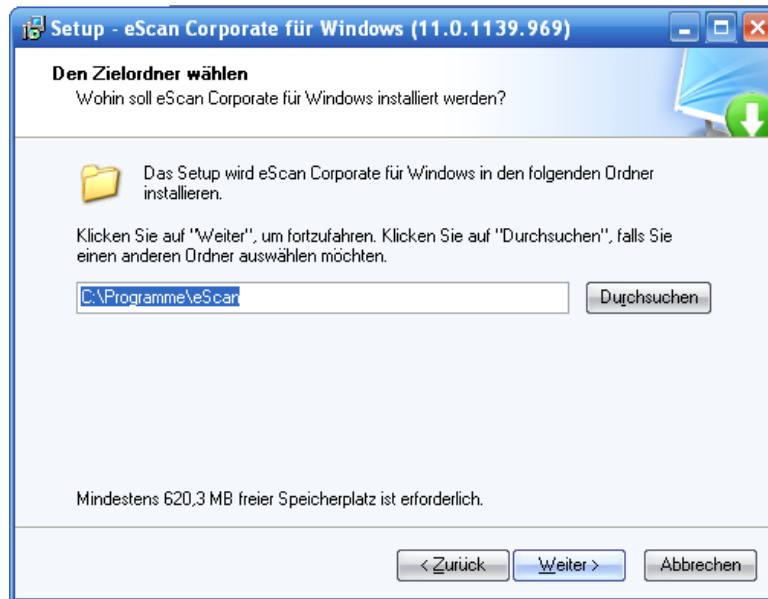 Setup - eScan Corporate für Windows (11.0.1139.969)
Den Zielordner wählen
Wohin soll eScan Corporate für Windows installiert werden?
Das Setup wird eScan Corporate für Windows in den folgenden Ordner
installieren.
Klicken Sie auf "Weiter", um fortzufahren. Klicken Sie auf "Durchsuchen", falls Sie
einen anderen Ordner auswählen möchten.
C:\Programme\eScan
Durchsuchen
Mindestens 620,3 MB freier Speicherplatz ist erforderlich.
< Zurück
Weiter >
Abbrechen